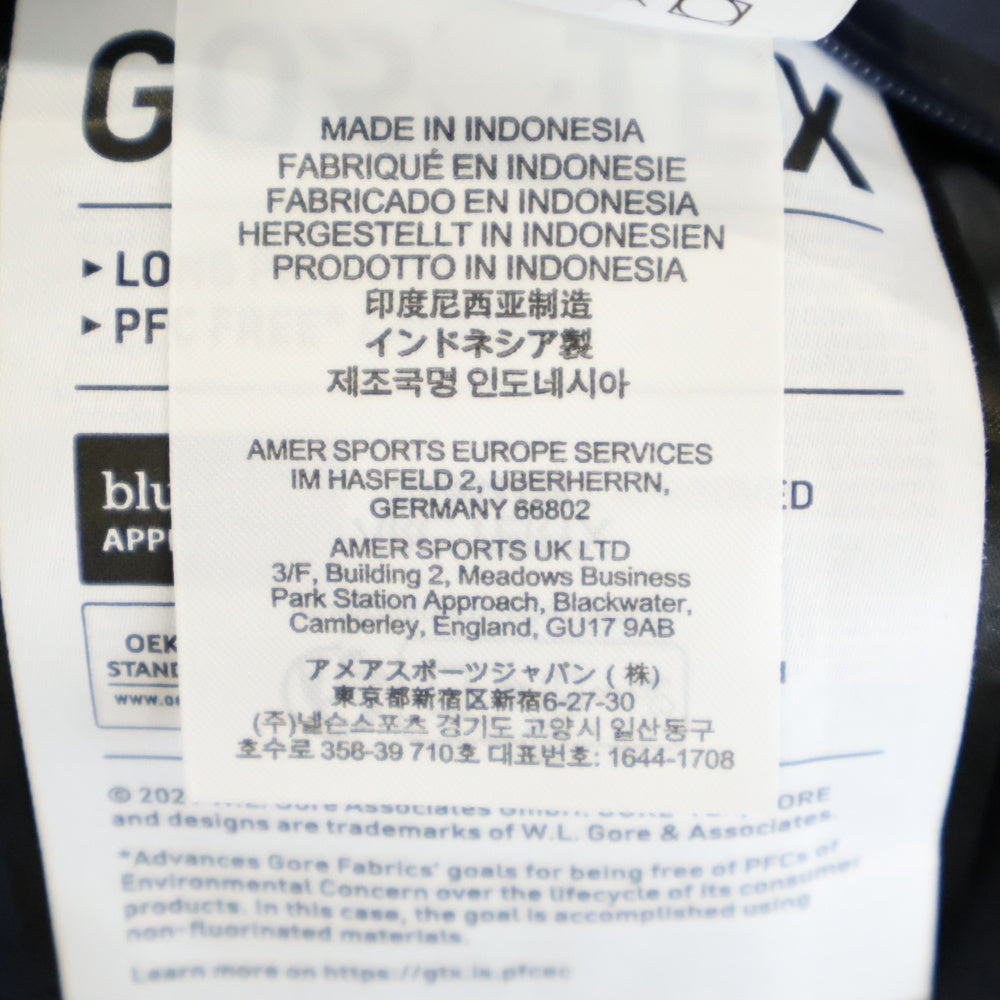 MADE IN INDONESIA
FABRIQUÉ EN INDONESIE
FABRICADO EN INDONESIA
HERGESTELLT IN INDONESIEN
PRODOTTO IN INDONESIA
印度尼西亚制造
インドネシア製
제조국명 인도네시아
AMER SPORTS EUROPE SERVICES
IM HASFELD 2, UBERHERRN,
GERMANY 66802
AMER SPORTS UK LTD
3/F, Building 2, Meadows Business
Park Station Approach, Blackwater,
Camberley, England, GU17 9AB
アメアスポーツジャパン (株)
東京都新宿区新宿6-27-30
(주)넬슨스포츠 경기도 고양시 일산동구
호수로 358-39 710호 대표번호: 1644-1708
G X
▸ LO
▸ PF
blu
APPR
ED
OEK
STAND
www.oe
© 202 W.L. Gore Associates GmbH. GORE
and designs are trademarks of W.L. Gore & Associates.
*Advances Gore Fabrics' goals for being free of PFCs of
Environmental Concern over the lifecycle of its consumer
products. In this case, the goal is accomplished using
non-fluorinated materials.
Learn more on https://gtx.is.pfcec